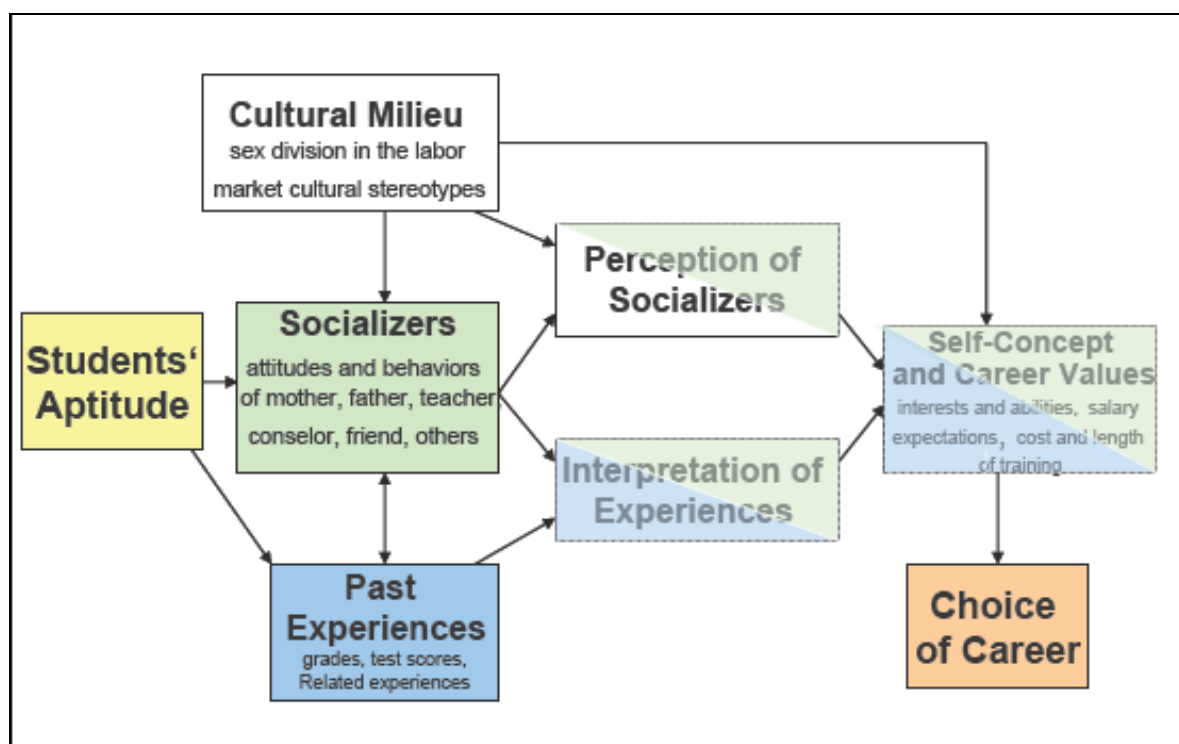 Cultural Milieu
sex division in the labor
market cultural stereotypes
Perception of
Socializers
Students‘
Aptitude
Socializers
attitudes and behaviors
of mother, father, teacher
conselor, friend, others
Self-Concept
and Career Values
interests and abilities, salary
expectations, cost and length
of training
Interpretation of
Experiences
Past
Experiences
grades, test scores,
Related experiences
Choice
of Career